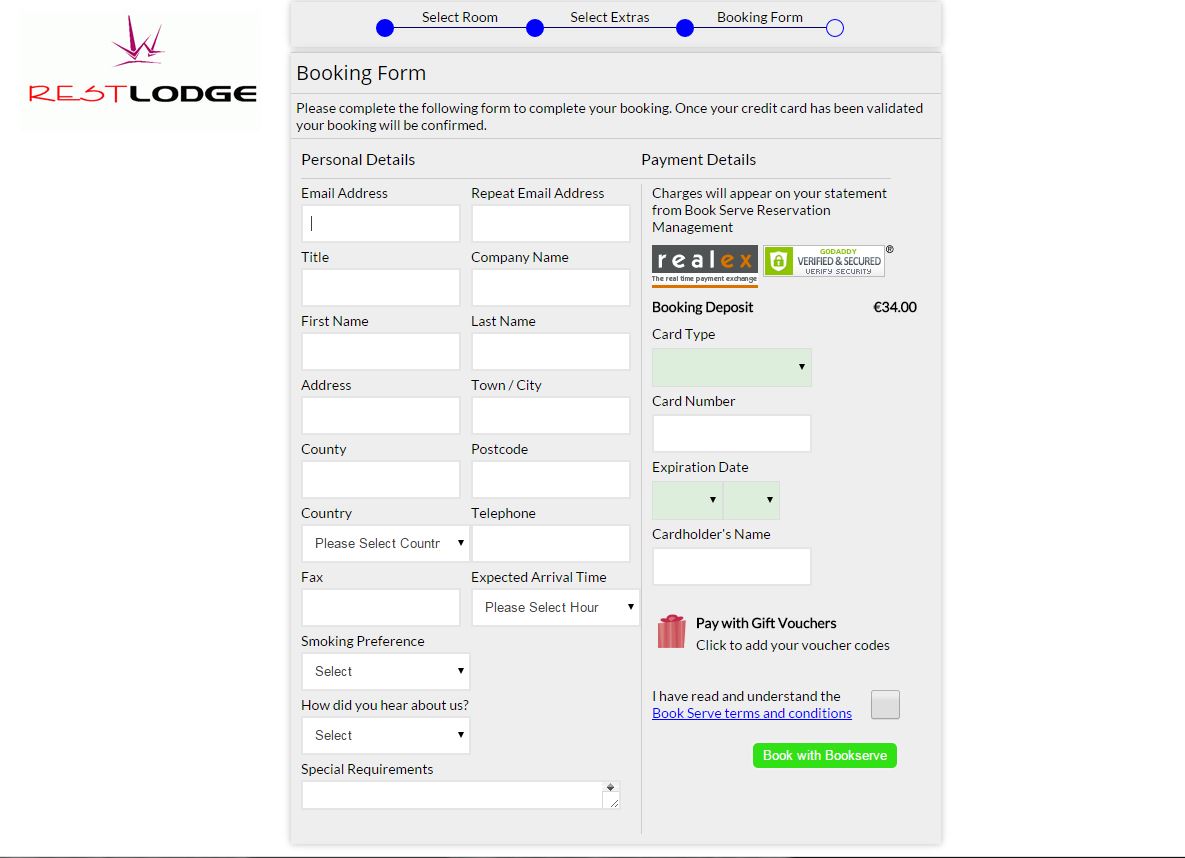 RESTLODGE
Select Room
Select Extras
Booking Form
Booking Form
Please complete the following form to complete your booking. Once your credit card has been validated
your booking will be confirmed.
Personal Details
Email Address
Repeat Email Address
Title
Company Name
First Name
Last Name
Address
Town / City
County
Postcode
Country
Telephone
Please Select Countr
Fax
Expected Arrival Time
Please Select Hour
Smoking Preference
Select
How did you hear about us?
Select
Special Requirements
Payment Details
Charges will appear on your statement
from Book Serve Reservation
Management
realex
The real time payment exchange
GODADDY
VERIFIED & SECURED
VERIFY SECURITY
®
Booking Deposit €34.00
Card Type
Card Number
Expiration Date
Cardholder's Name
Pay with Gift Vouchers
Click to add your voucher codes
I have read and understand the
Book Serve terms and conditions
Book with Bookserve